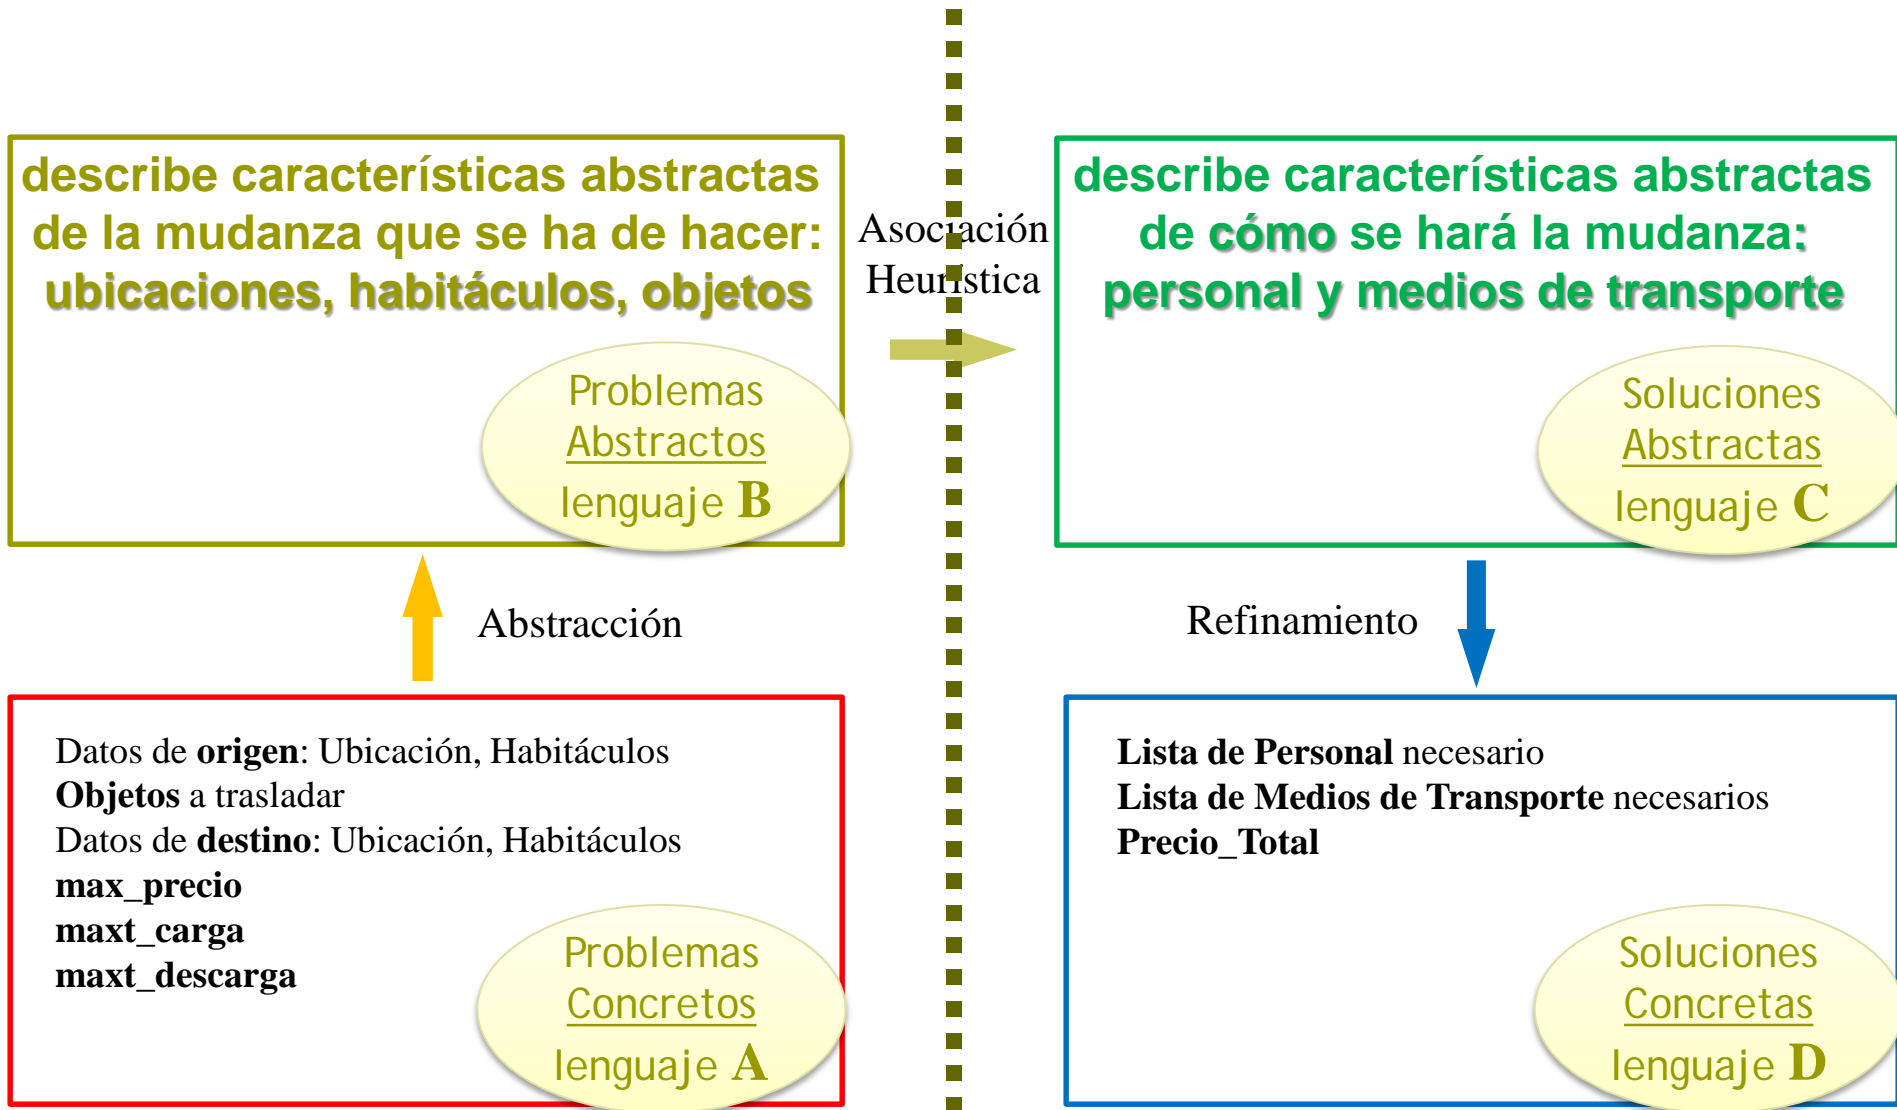 describe características abstractas
de la mudanza que se ha de hacer:
ubicaciones, habitáculos, objetos
Problemas
Abstractos
lenguaje B
Asociación
Heurística
describe características abstractas
de cómo se hará la mudanza:
personal y medios de transporte
Soluciones
Abstractas
lenguaje C
Abstracción
Refinamiento
Datos de origen: Ubicación, Habitáculos
Objetos a trasladar
Datos de destino: Ubicación, Habitáculos
max_precio
maxt_carga
maxt_descarga
Problemas
Concretos
lenguaje A
Lista de Personal necesario
Lista de Medios de Transporte necesarios
Precio_Total
Soluciones
Concretas
lenguaje D